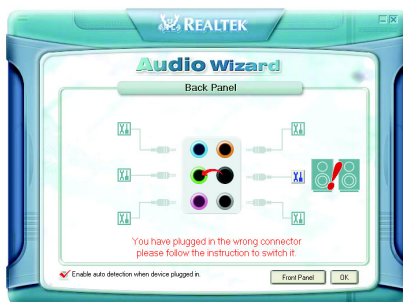 REALTEK
Audio Wizard
Back Panel
You have plugged in the wrong connector
please follow the instruction to switch it.
Enable auto detection when device plugged in.
Front Panel
OK